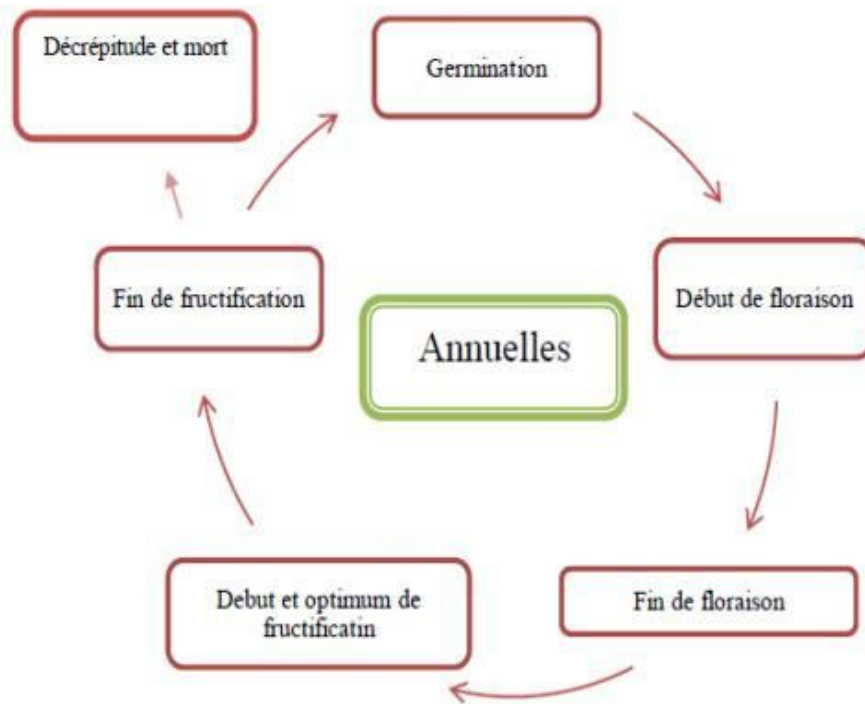 Décrépitude et mort
Germination
Fin de fructification
Début de floraison
Annuelles
Debut et optimum de
fructificatin
Fin de floraison